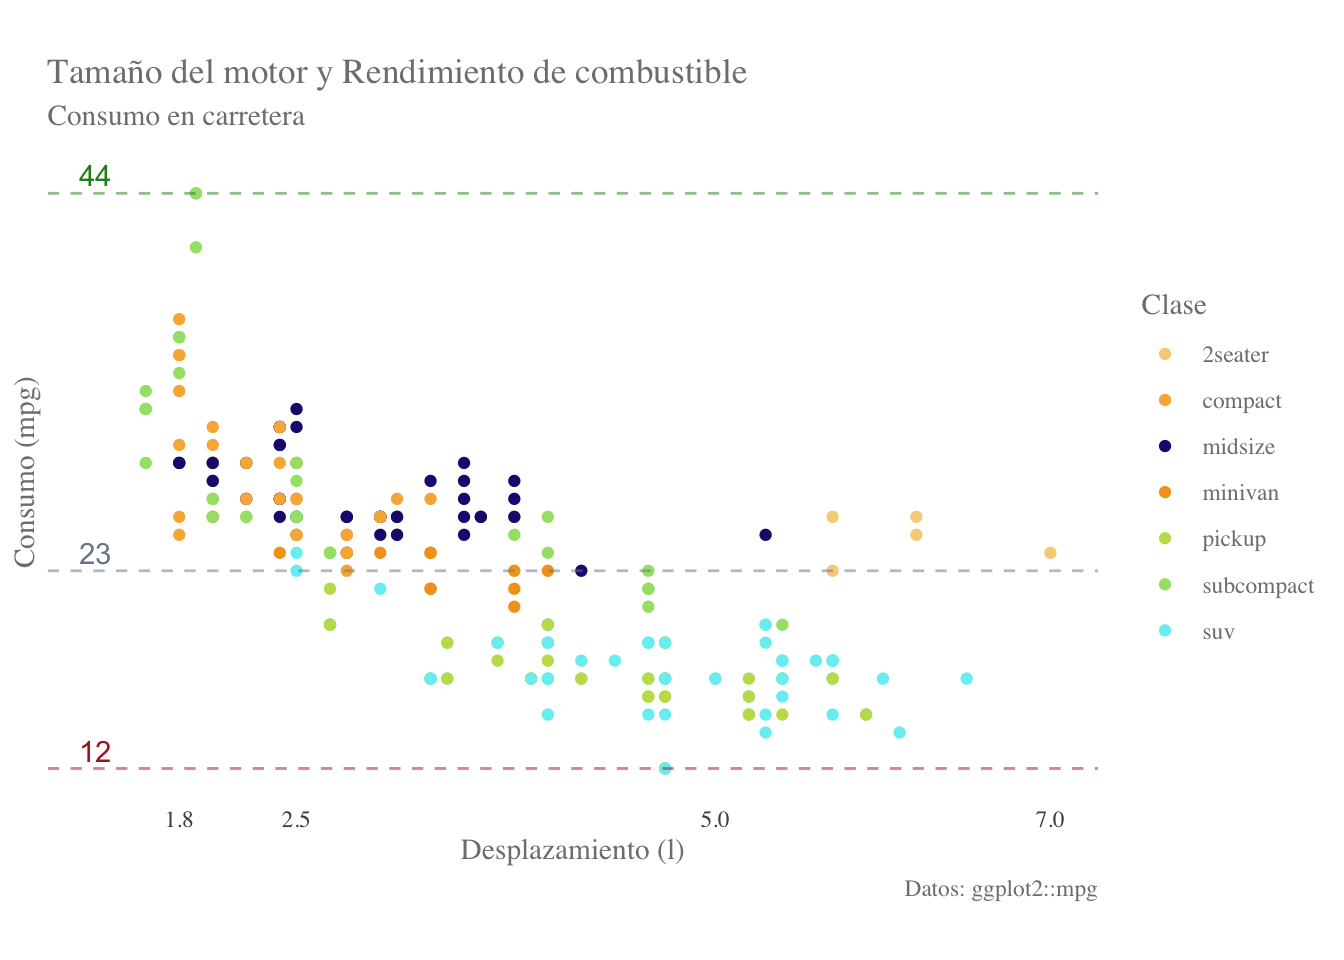 Tamaño del motor y Rendimiento de combustible
Consumo en carretera
44
23
12
Consumo (mpg)
1.8 2.5 5.0 7.0
Desplazamiento (l)
Datos: ggplot2::mpg
Clase
2seater
compact
midsize
minivan
pickup
subcompact
suv